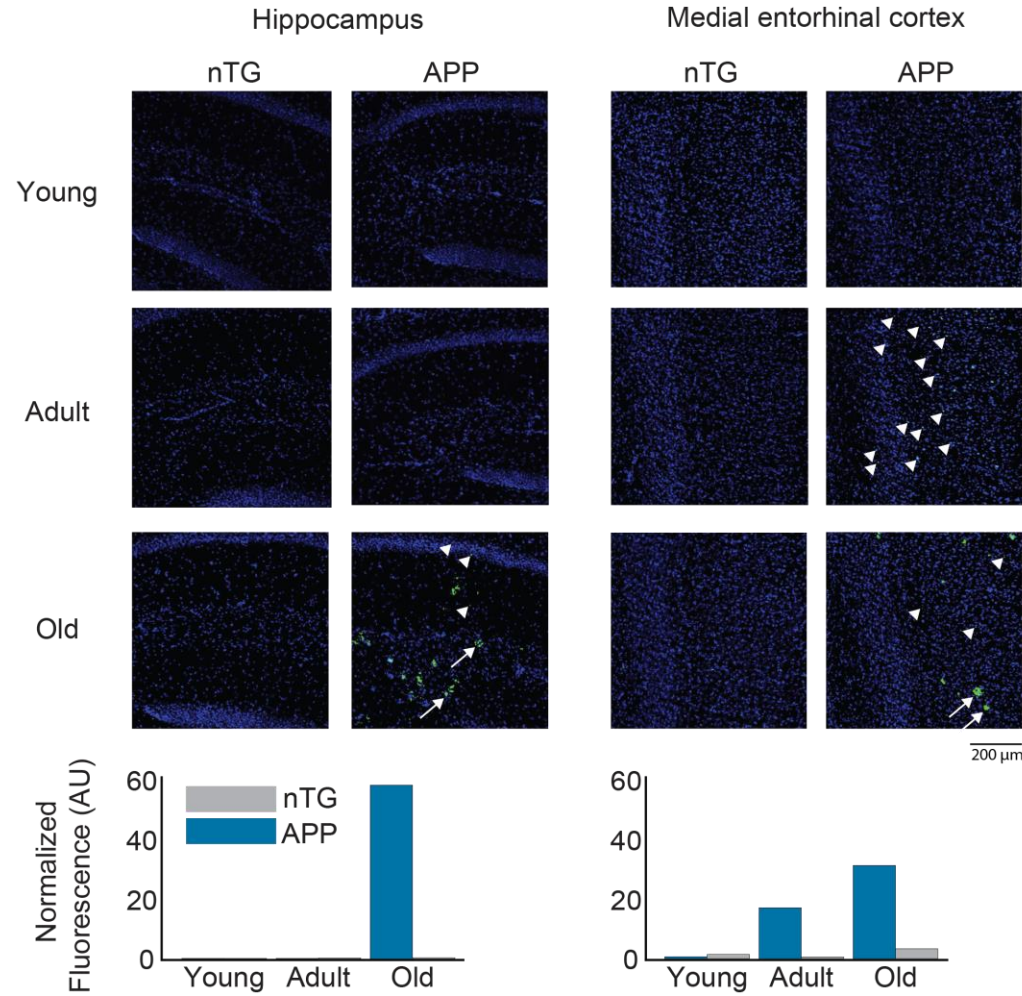 Hippocampus
Medial entorhinal cortex
nTG
APP
nTG
APP
Young
Adult
Old
200 μm
Normalized
Fluorescence (AU)
60
40
20
0
nTG
APP
Young
Adult
Old
60
40
20
0
Young
Adult
Old